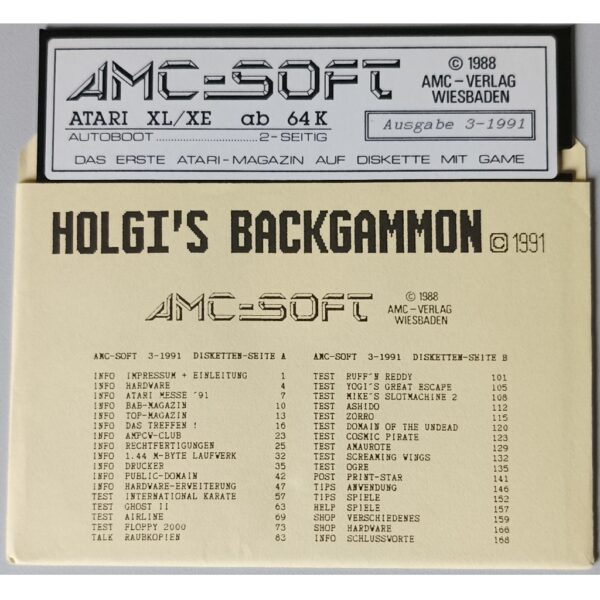 AMC-SOFT
© 1988
AMC-VERLAG
WIESBADEN
ATARI XL/XE ab 64K
AUTOBOOT....................2-SEITIG
Ausgabe 3-1991
DAS ERSTE ATARI-MAGAZIN AUF DISKETTE MIT GAME
HOLGI'S BACKGAMMON © 1991
AMC-SOFT
© 1988
AMC-VERLAG
WIESBADEN
AMC-SOFT 3-1991 DISKETTEN-SEITE A
INFO IMPRESSUM + EINLEITUNG 1
INFO HARDWARE 4
INFO ATARI MESSE '91 7
INFO BAB-MAGAZIN 10
INFO TOP-MAGAZIN 13
INFO DAS TREFFEN ! 16
INFO AMPCW-CLUB 23
INFO RECHTFERTIGUNGEN 25
INFO 1.44 M-BYTE LAUFWERK 32
INFO DRUCKER 35
INFO PUBLIC-DOMAIN 42
INFO HARDWARE-ERWEITERUNG 47
TEST INTERNATIONAL KARATE 57
TEST GHOST II 63
TEST AIRLINE 69
TEST FLOPPY 2000 73
TALK RAUBKOPIEN 83
AMC-SOFT 3-1991 DISKETTEN-SEITE B
TEST RUFF'N REDDY 101
TEST YOGI'S GREAT ESCAPE 105
TEST MIKE'S SLOTMACHINE 2 108
TEST ASHIDO 112
TEST ZORRO 115
TEST DOMAIN OF THE UNDEAD 120
TEST COSMIC PIRATE 123
TEST AMAUROTE 129
TEST SCREAMING WINGS 132
TEST OGRE 135
POST PRINT-STAR 141
TIPS ANWENDUNG 146
TIPS SPIELE 152
HELP SPIELE 157
SHOP VERSCHIEDENES 159
SHOP HARDWARE 166
INFO SCHLUSSWORTE 168